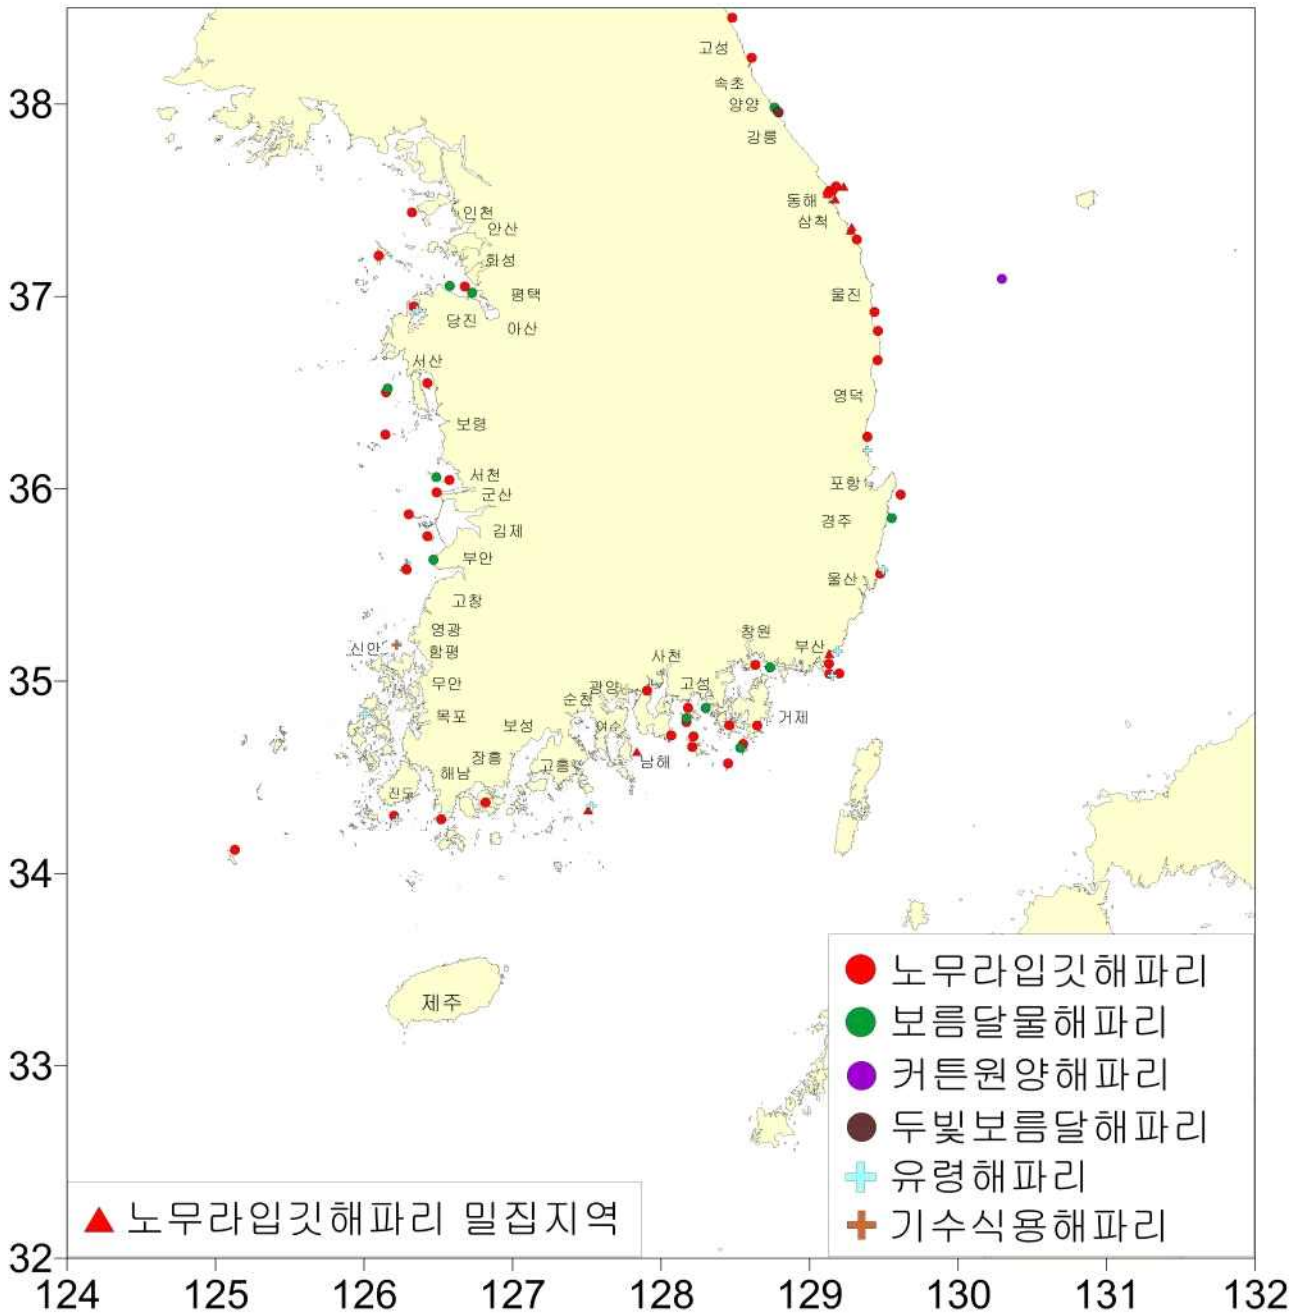 고성
속초
38
양양
강릉
동해
삼척
인천
안산
화성
37
평택
울진
당진
아산
서산
영덕
보령
서천
포항
36
군산
경주
김제
부안
울산
고창
영광
창원
부산
신안
함평
사천
35
무안
광양
고성
순천
목포
보성
여수
거제
장흥
남해
고흥
해남
진도
34
제주
33
노무라입깃해파리
보름달물해파리
커튼원양해파리
두빛보름달해파리
유령해파리
기수식용해파리
노무라입깃해파리 밀집지역
32
124 125 126 127 128 129 130 131 132